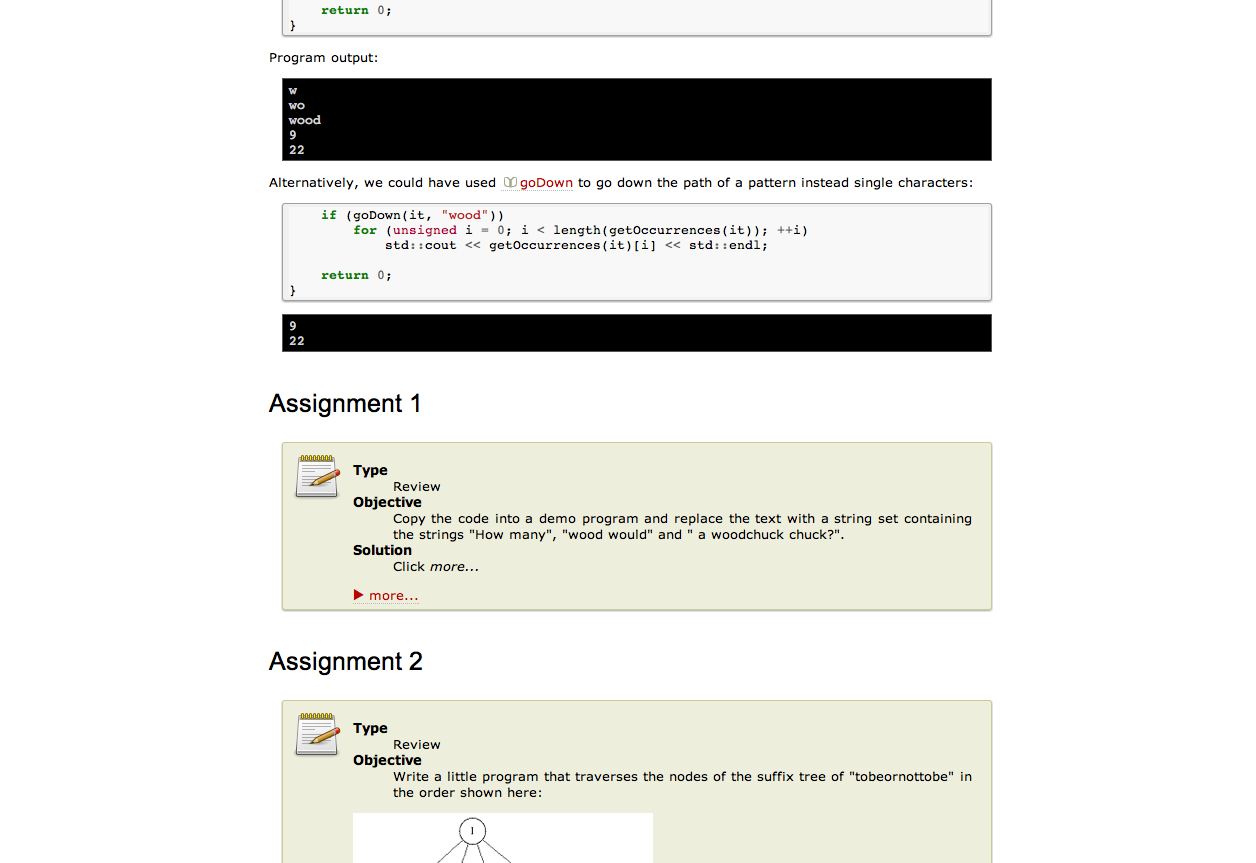 return 0;
}
Program output:
w
wo
wood
9
22
Alternatively, we could have used goDown to go down the path of a pattern instead single characters:
    if (goDown(it, "wood"))
        for (unsigned i = 0; i < length(getOccurrences(it)); ++i)
            std::cout << getOccurrences(it)[i] << std::endl;
    return 0;
}
9
22
Assignment 1
Type
Review
Objective
Copy the code into a demo program and replace the text with a string set containing
the strings "How many", "wood would" and " a woodchuck chuck?".
Solution
Click more...
more...
Assignment 2
Type
Review
Objective
Write a little program that traverses the nodes of the suffix tree of "tobeornottobe" in
the order shown here:
1